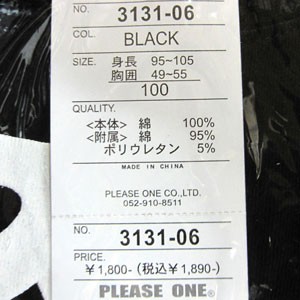 NO. 3131-06
COL. BLACK
SIZE. 身長 95~105
胸囲 49~55
100
QUALITY.
<本体> 綿 100%
<附属> 綿 95%
ポリウレタン 5%
MADE IN CHINA
PLEASE ONE CO.,LTD.
052-910-8511
NO. 3131-06
PRICE.
¥1,800-(税込¥1,890-)
PLEASE ONE®